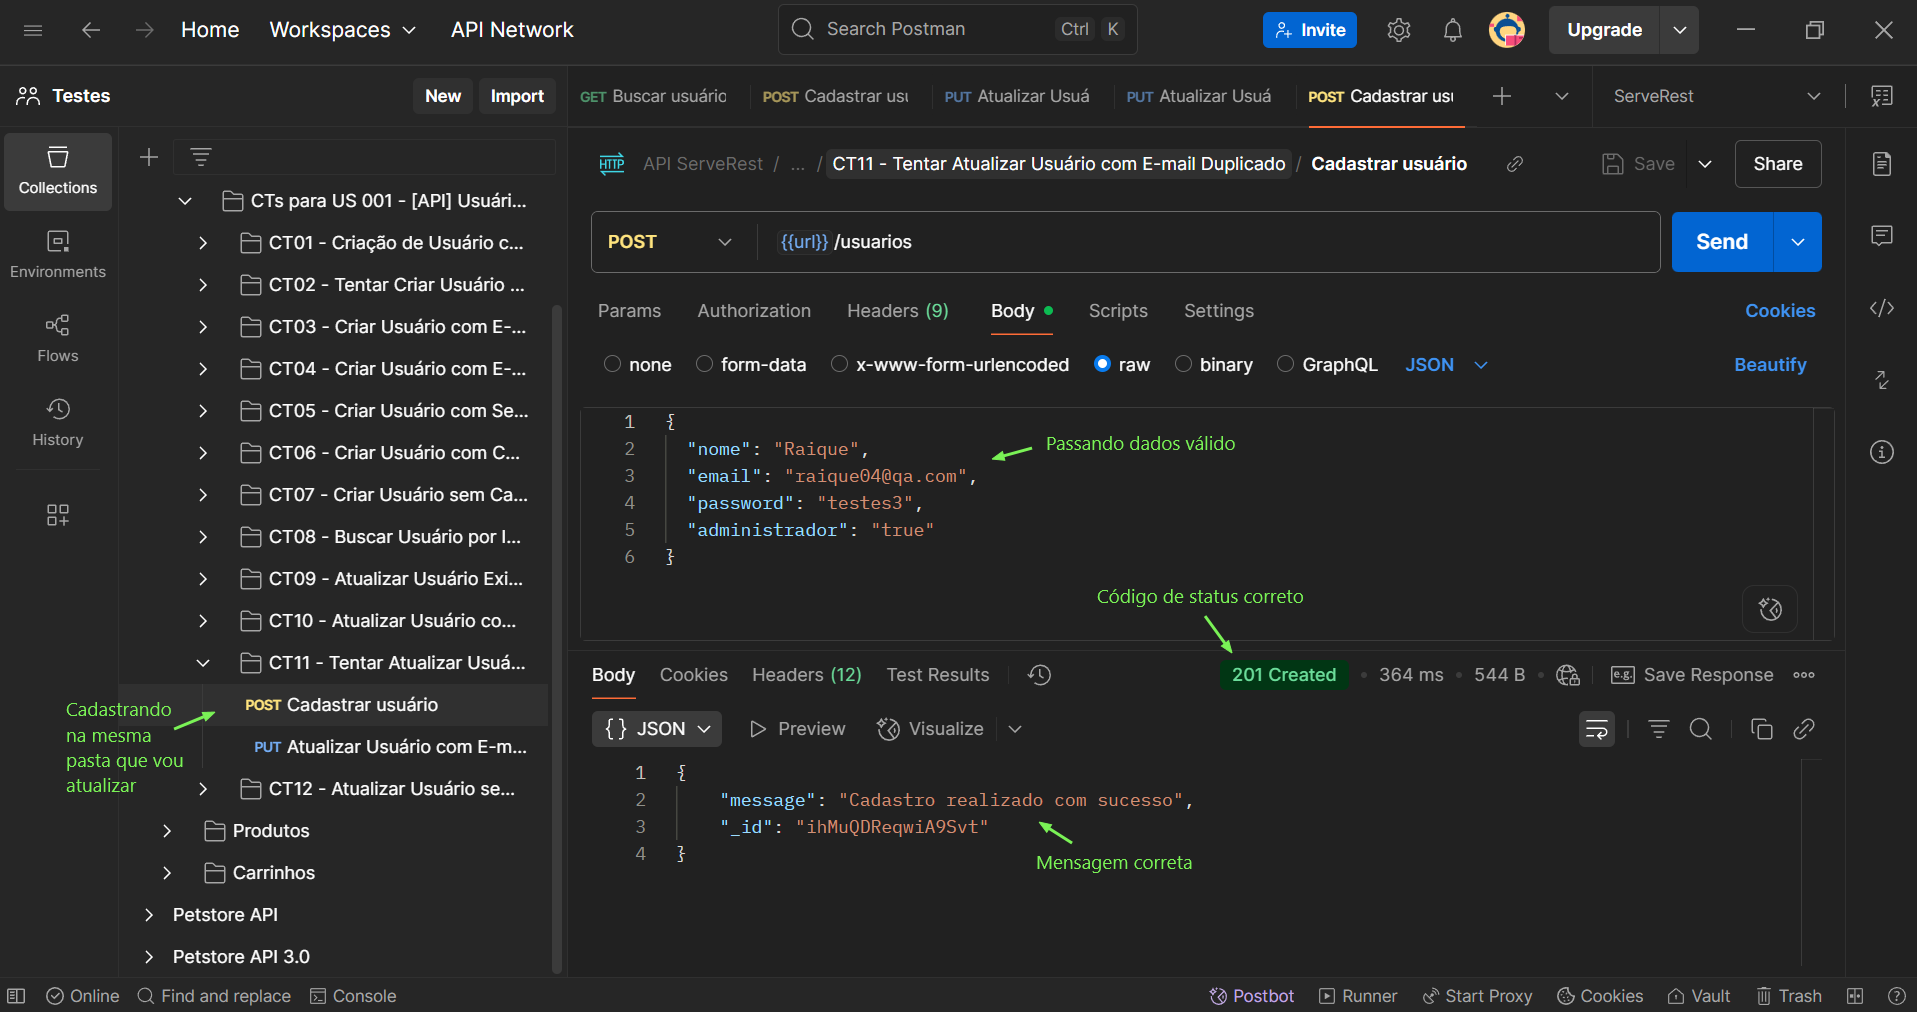 Home
Workspaces
API Network
Search Postman
Ctrl
K
Invite
Upgrade
Testes
New
Import
GET Buscar usuário
POST Cadastrar usu
PUT Atualizar Usuá
PUT Atualizar Usuá
POST Cadastrar usu
ServeRest
Collections
Environments
Flows
History
CTs para US 001 - [API] Usuári...
CT01 - Criação de Usuário c...
CT02 - Tentar Criar Usuário ...
CT03 - Criar Usuário com E-...
CT04 - Criar Usuário com E-...
CT05 - Criar Usuário com Se...
CT06 - Criar Usuário com C...
CT07 - Criar Usuário sem Ca...
CT08 - Buscar Usuário por I...
CT09 - Atualizar Usuário Exi...
CT10 - Atualizar Usuário co...
CT11 - Tentar Atualizar Usuá...
POST Cadastrar usuário
PUT Atualizar Usuário com E-m...
CT12 - Atualizar Usuário se...
Produtos
Carrinhos
Petstore API
Petstore API 3.0
Cadastrando
na mesma
pasta que vou
atualizar
HTTP
API ServeRest / ... / CT11 - Tentar Atualizar Usuário com E-mail Duplicado / Cadastrar usuário
Save
Share
POST
{{url}} /usuarios
Send
Params
Authorization
Headers (9)
Body
Scripts
Settings
Cookies
none
form-data
x-www-form-urlencoded
raw
binary
GraphQL
JSON
Beautify
1 {
2 "nome": "Raique",
3 "email": "raique04@qa.com",
4 "password": "testes3",
5 "administrador": "true"
6 }
Passando dados válido
Código de status correto
Body
Cookies
Headers (12)
Test Results
201 Created
364 ms
544 B
e.g.
Save Response
{} JSON
Preview
Visualize
1 {
2 "message": "Cadastro realizado com sucesso",
3 "_id": "ihMuQDReqwiA9Svt"
4 }
Mensagem correta
Online
Find and replace
Console
Postbot
Runner
Start Proxy
Cookies
Vault
Trash